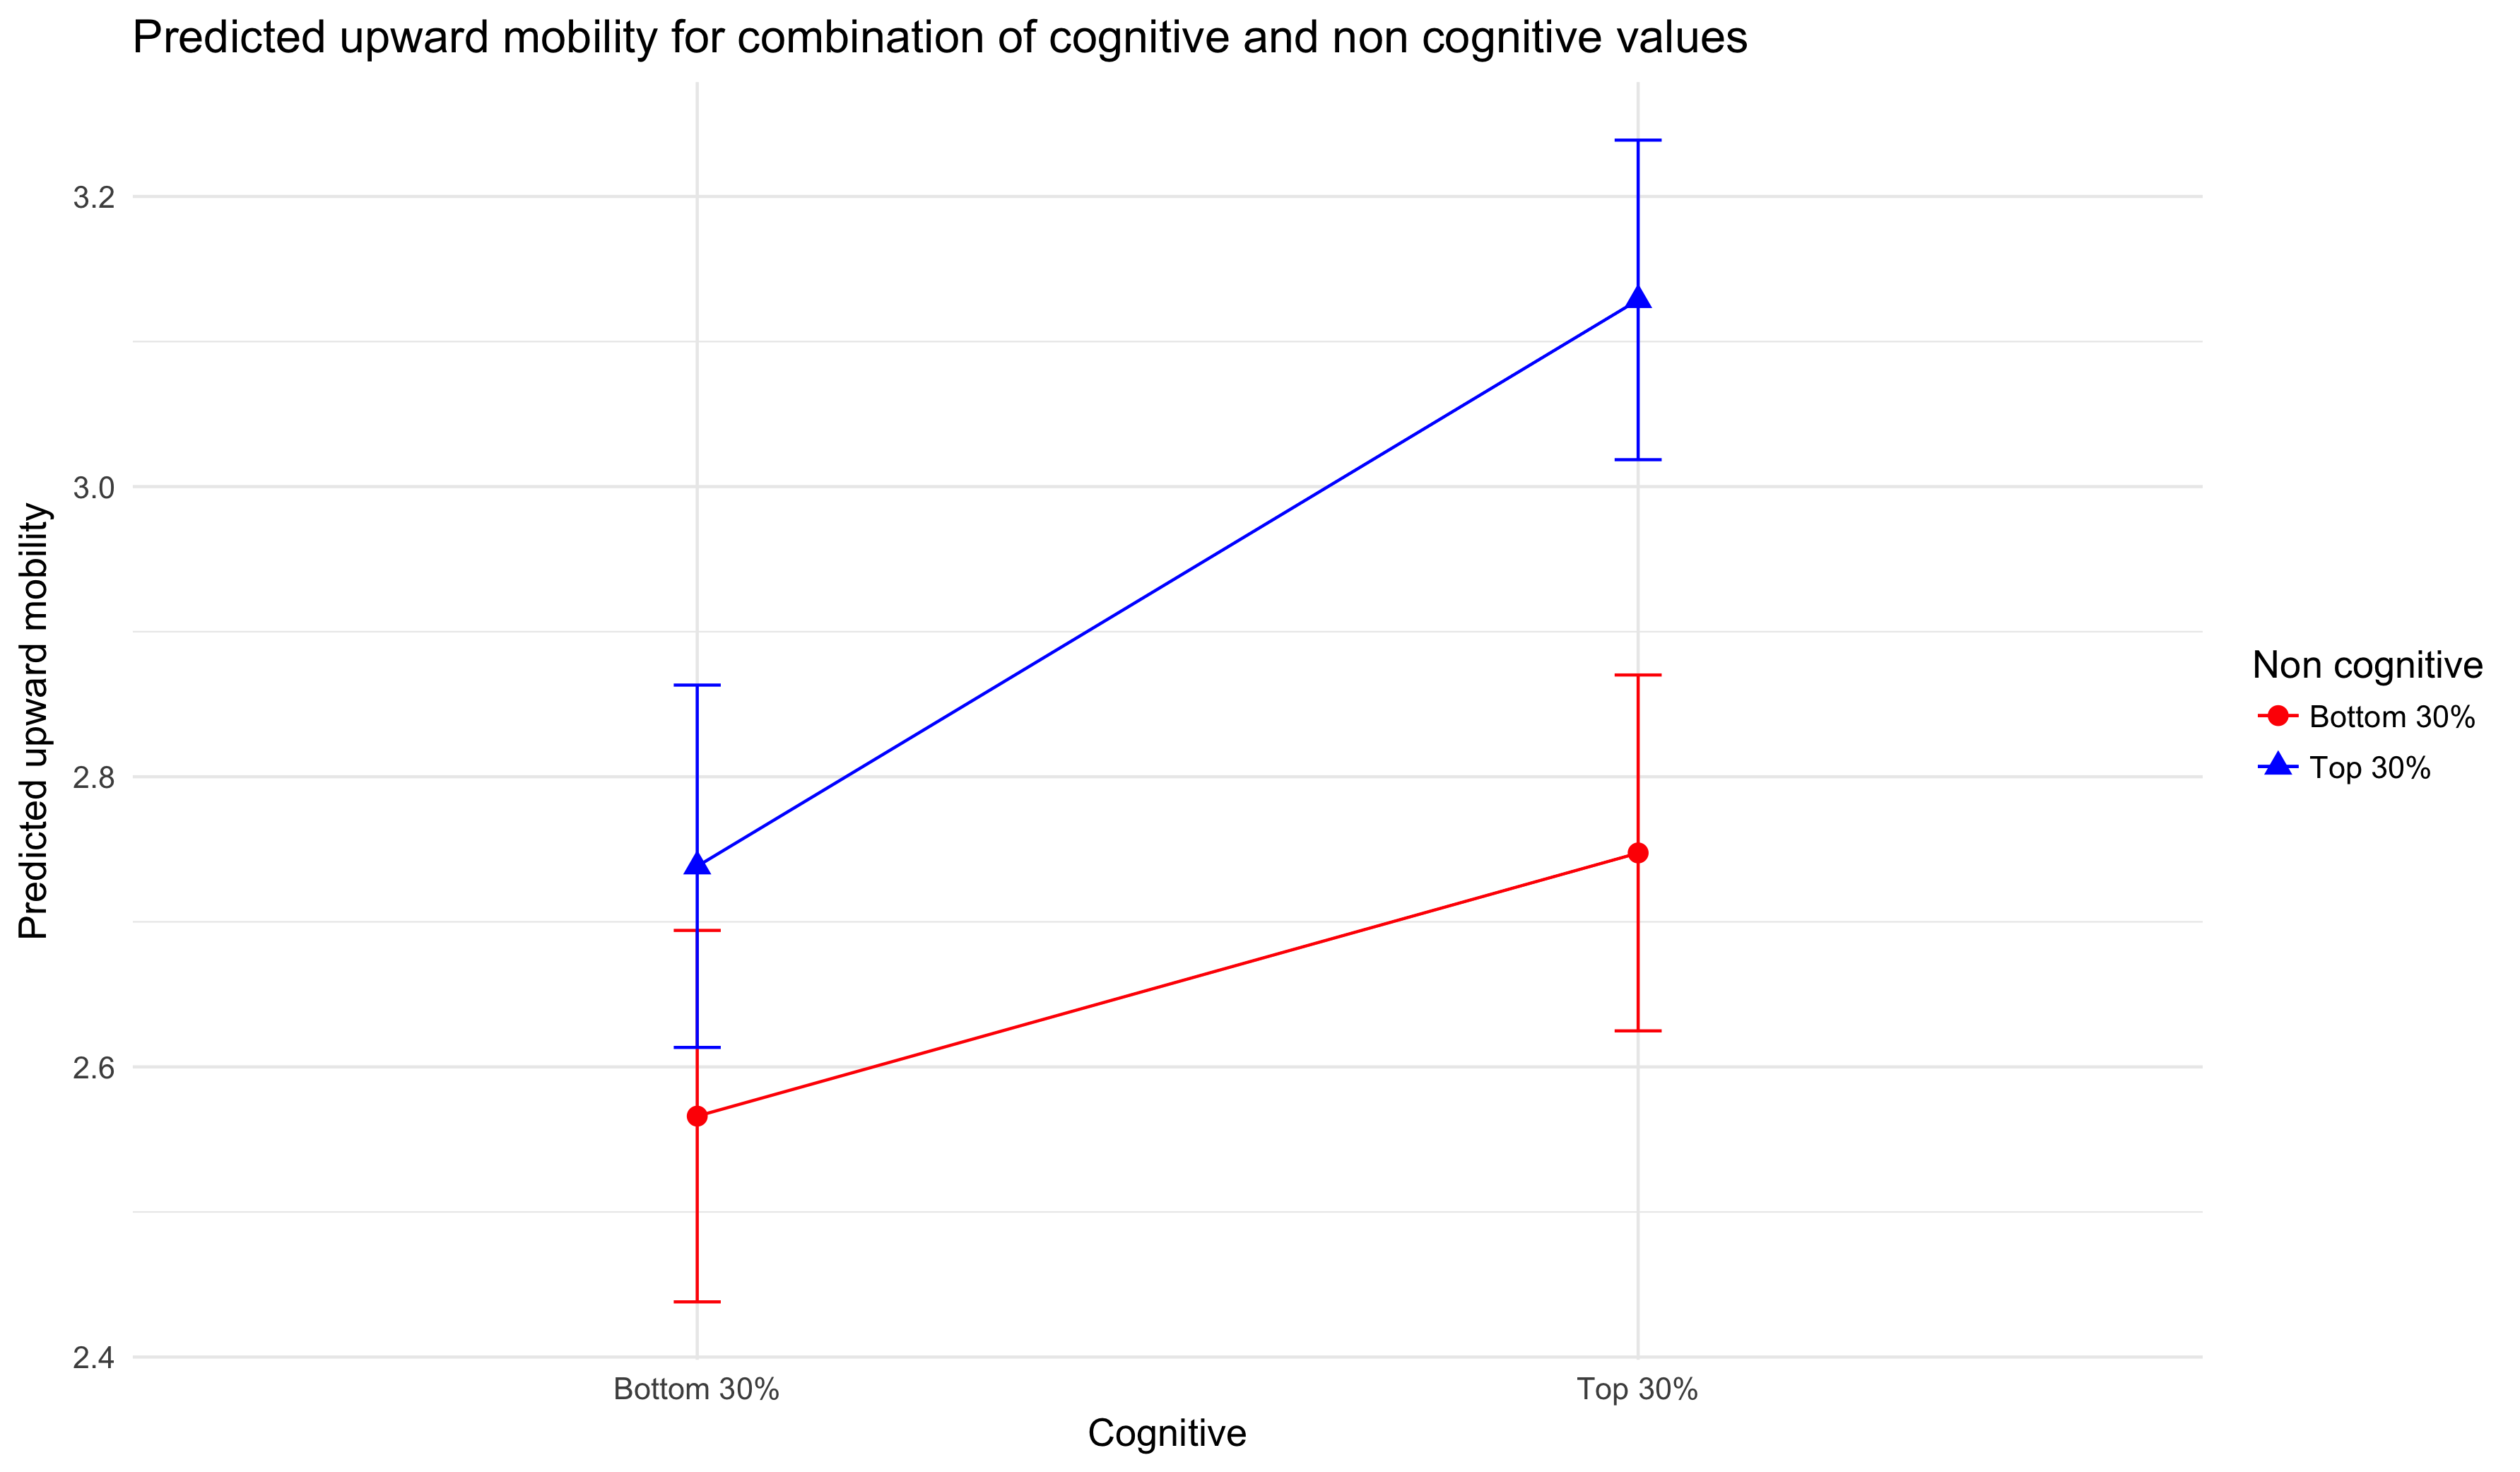 Predicted upward mobility for combination of cognitive and non cognitive values
Predicted upward mobility
3.2
3.0
2.8
2.6
2.4
Bottom 30%
Top 30%
Cognitive
Non cognitive
Bottom 30%
Top 30%